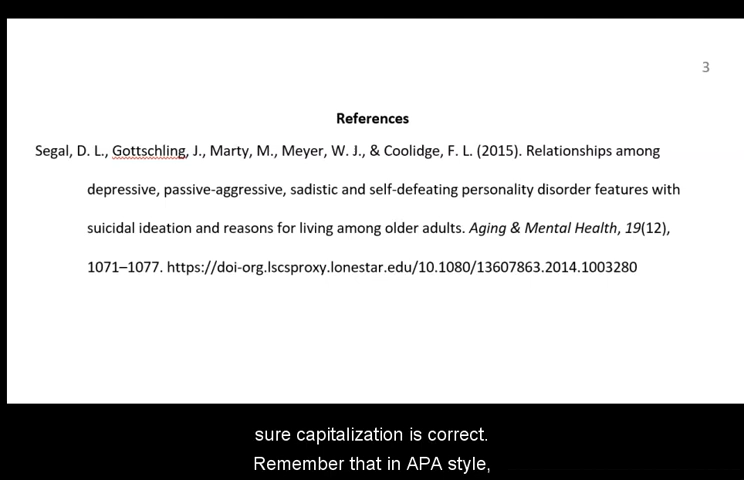 3
References
Segal, D. L., Gottschling, J., Marty, M., Meyer, W. J., & Coolidge, F. L. (2015). Relationships among
depressive, passive-aggressive, sadistic and self-defeating personality disorder features with
suicidal ideation and reasons for living among older adults. Aging & Mental Health, 19(12),
1071–1077. https://doi-org.lscsproxy.lonestar.edu/10.1080/13607863.2014.1003280
sure capitalization is correct.
Remember that in APA style,